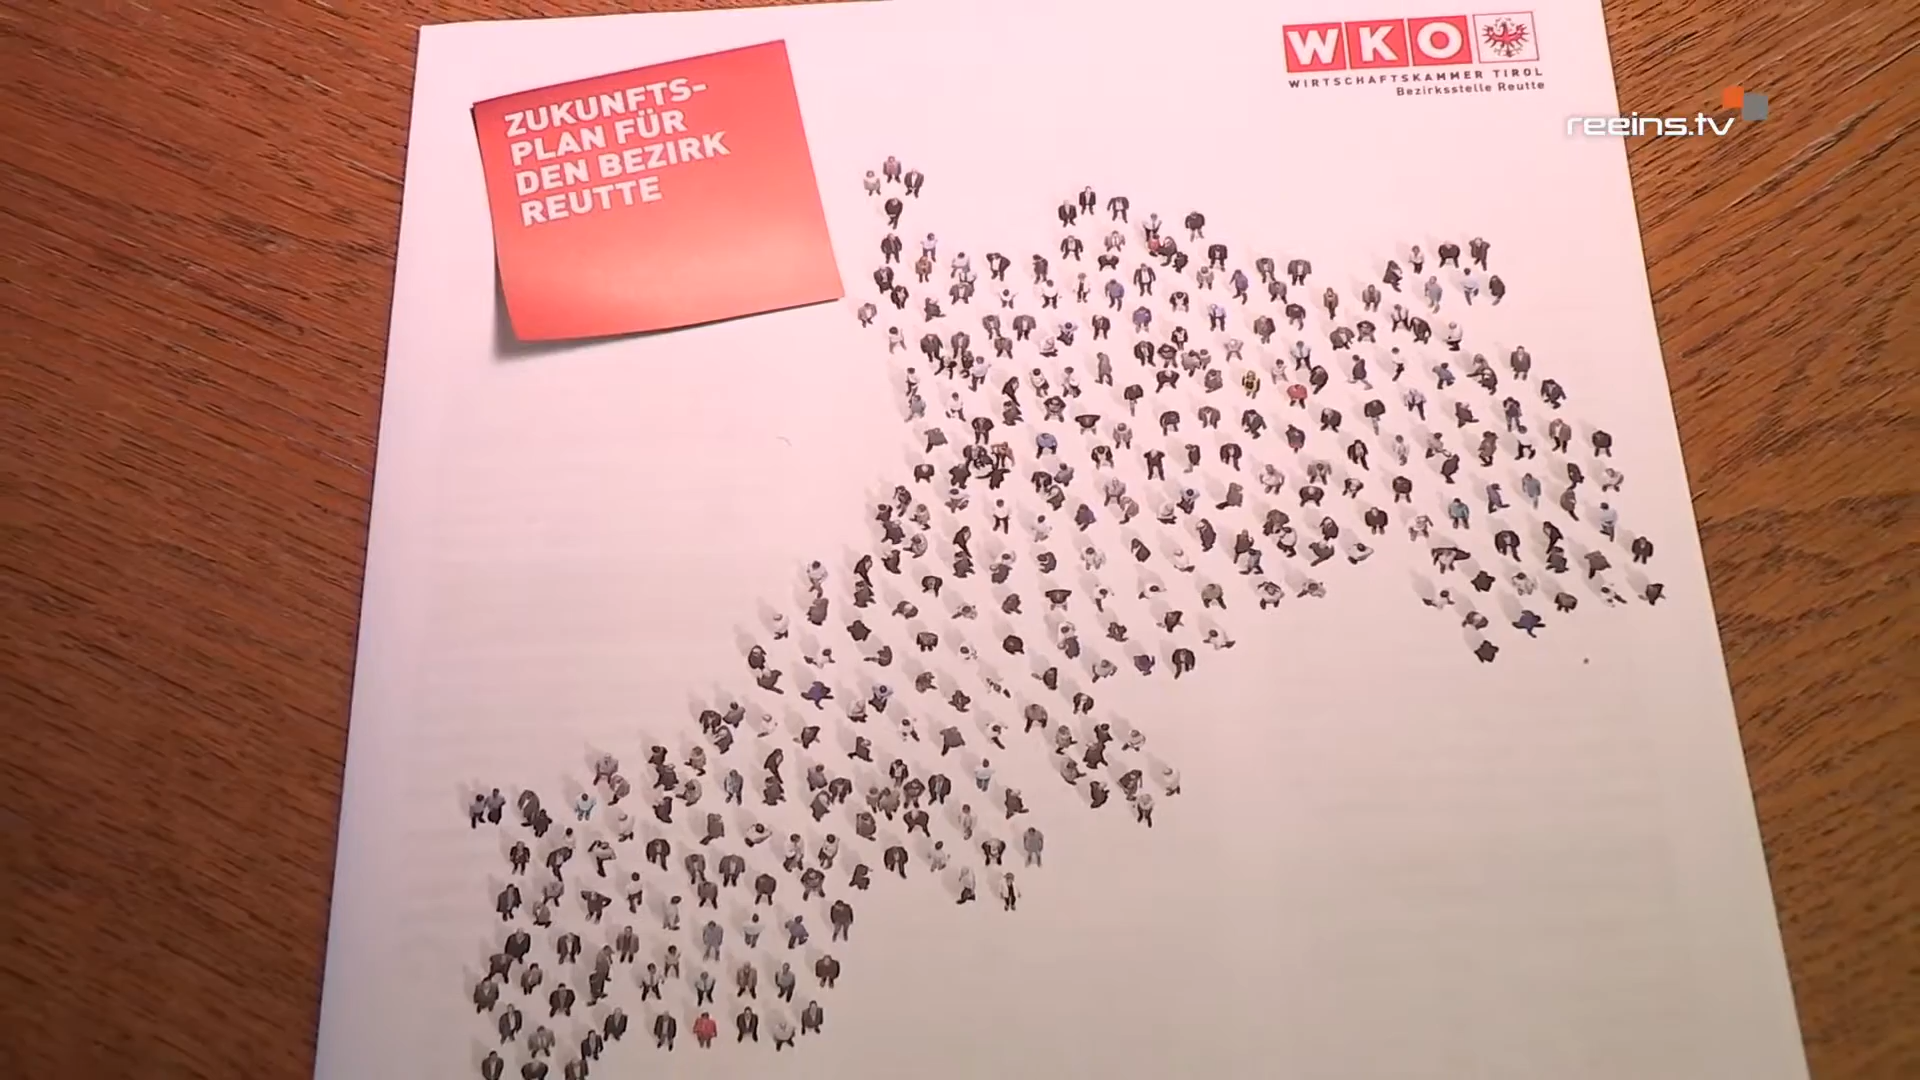 ZUKUNFTS-
PLAN FÜR
DEN BEZIRK
REUTTE
WKO
WIRTSCHAFTSKAMMER TIROL
Bezirksstelle Reutte
reeins.tv